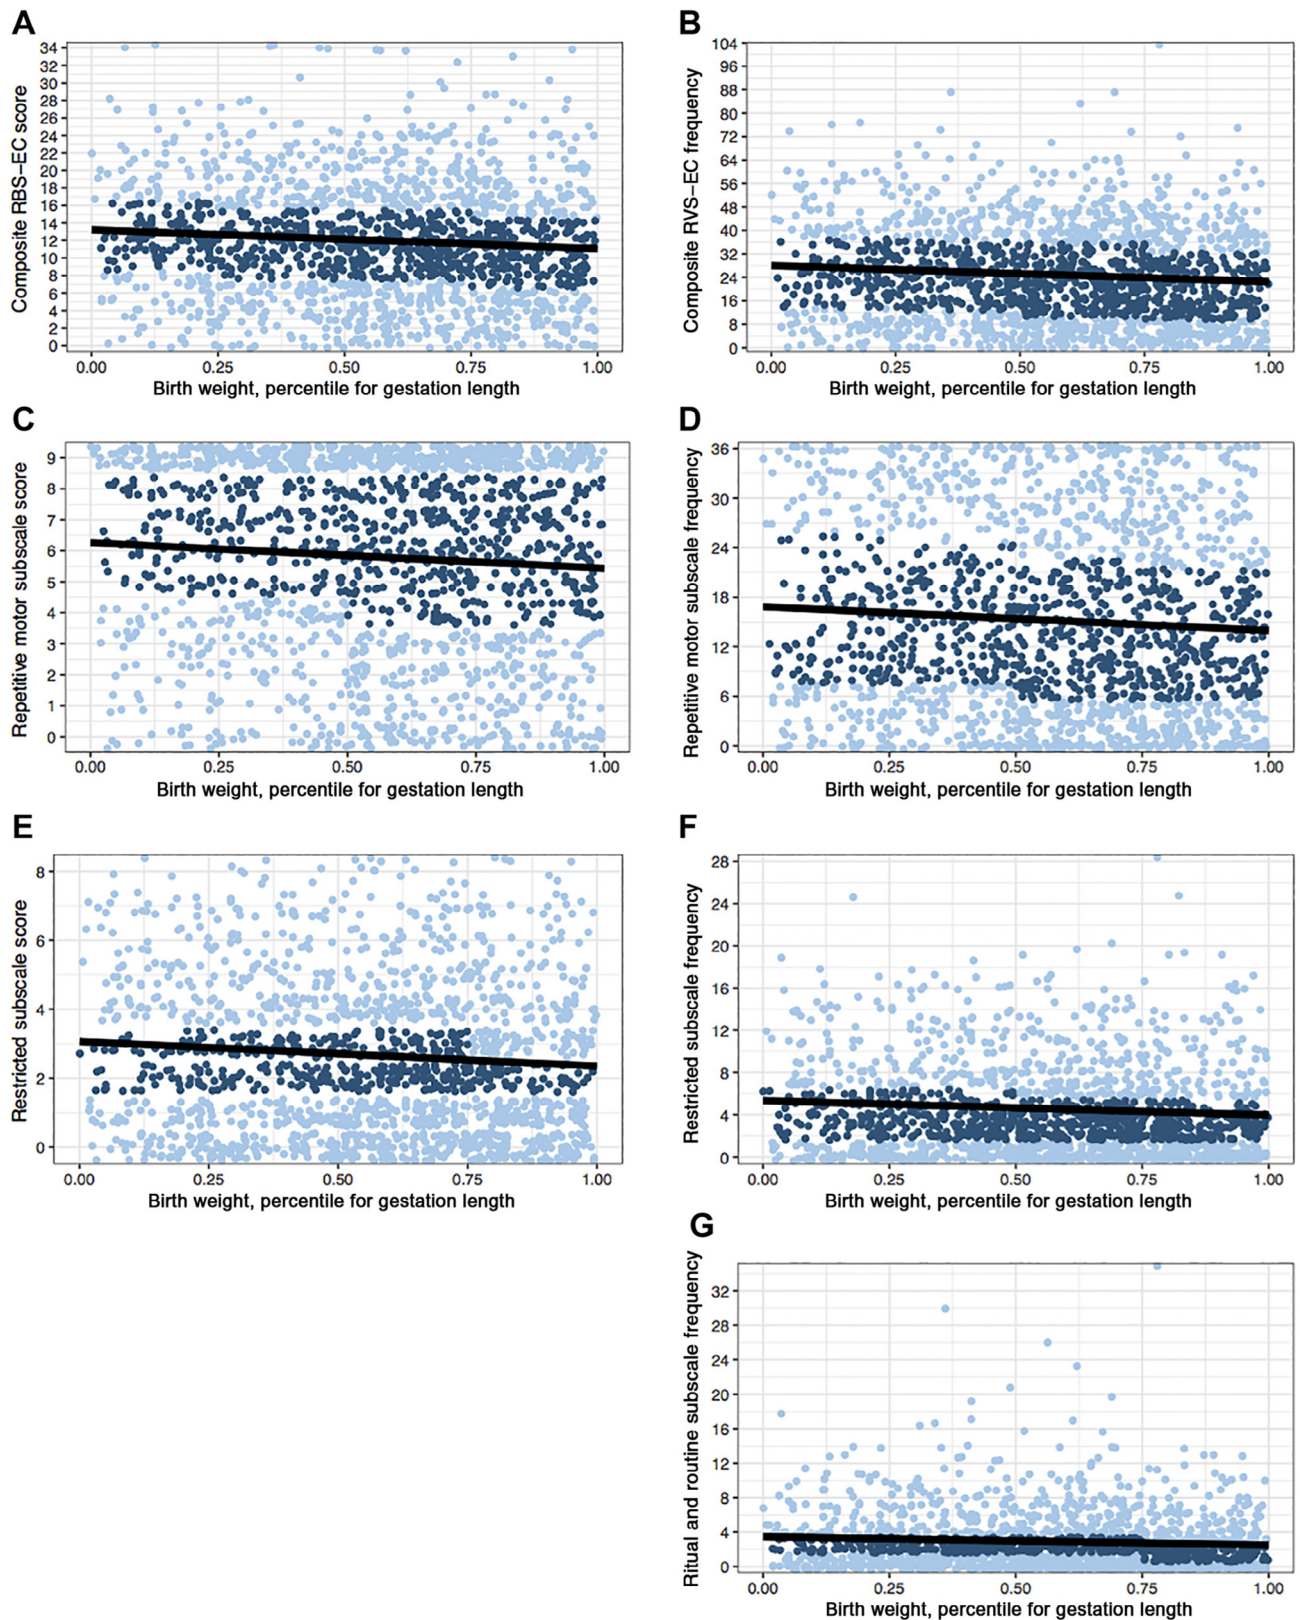 A
Composite RBS-EC score
34
32
30
28
26
24
22
20
18
16
14
12
10
8
6
4
2
0
0.00 0.25 0.50 0.75 1.00
Birth weight, percentile for gestation length
B
Composite RVS-EC frequency
104
96
88
80
72
64
56
48
40
32
24
16
8
0
0.00 0.25 0.50 0.75 1.00
Birth weight, percentile for gestation length
C
Repetitive motor subscale score
9
8
7
6
5
4
3
2
1
0
0.00 0.25 0.50 0.75 1.00
Birth weight, percentile for gestation length
D
Repetitive motor subscale frequency
36
30
24
18
12
6
0
0.00 0.25 0.50 0.75 1.00
Birth weight, percentile for gestation length
E
Restricted subscale score
8
6
4
2
0
0.00 0.25 0.50 0.75 1.00
Birth weight, percentile for gestation length
F
Restricted subscale frequency
28
24
20
16
12
8
4
0
0.00 0.25 0.50 0.75 1.00
Birth weight, percentile for gestation length
G
Ritual and routine subscale frequency
32
28
24
20
16
12
8
4
0
0.00 0.25 0.50 0.75 1.00
Birth weight, percentile for gestation length